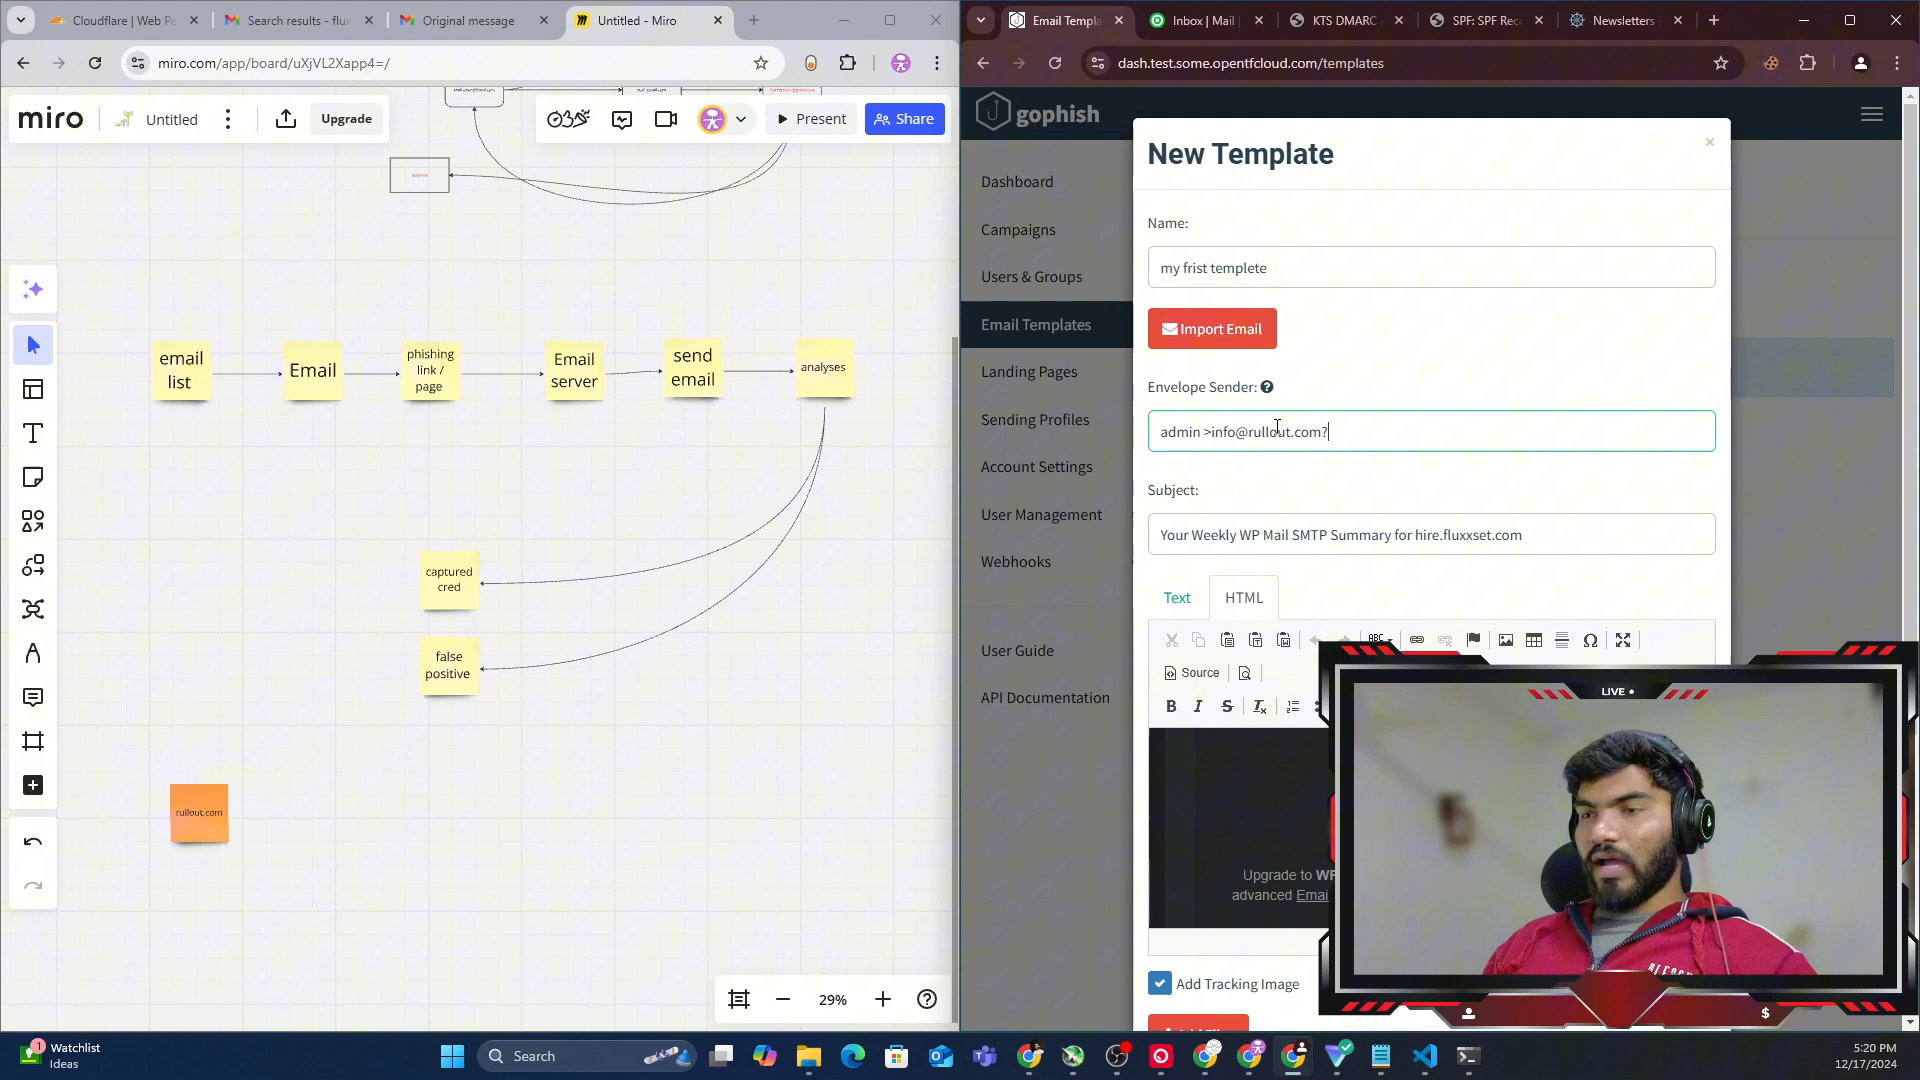 Cloudflare | Web Pe
Search results - flux
Original message
Untitled - Miro
miro.com/app/board/uXjVL2Xapp4=/
miro
Untitled
Upgrade
Present
Share
email list
Email
phishing link / page
Email server
send email
analyses
captured cred
false positive
rullout.com
29%
Email Templa
Inbox | Mail
KTS DMARC
SPF: SPF Rec
Newsletters
dash.test.some.opentfcloud.com/templates
gophish
Dashboard
Campaigns
Users & Groups
Email Templates
Landing Pages
Sending Profiles
Account Settings
User Management
Webhooks
User Guide
API Documentation
New Template
×
Name:
my frist templete
Import Email
Envelope Sender:
admin >info@rullout.com?
Subject:
Your Weekly WP Mail SMTP Summary for hire.fluxxset.com
Text
HTML
Source
Upgrade to WP
advanced Emai
Add Tracking Image
LIVE
$
1
Watchlist
Ideas
Search
5:20 PM
12/17/2024